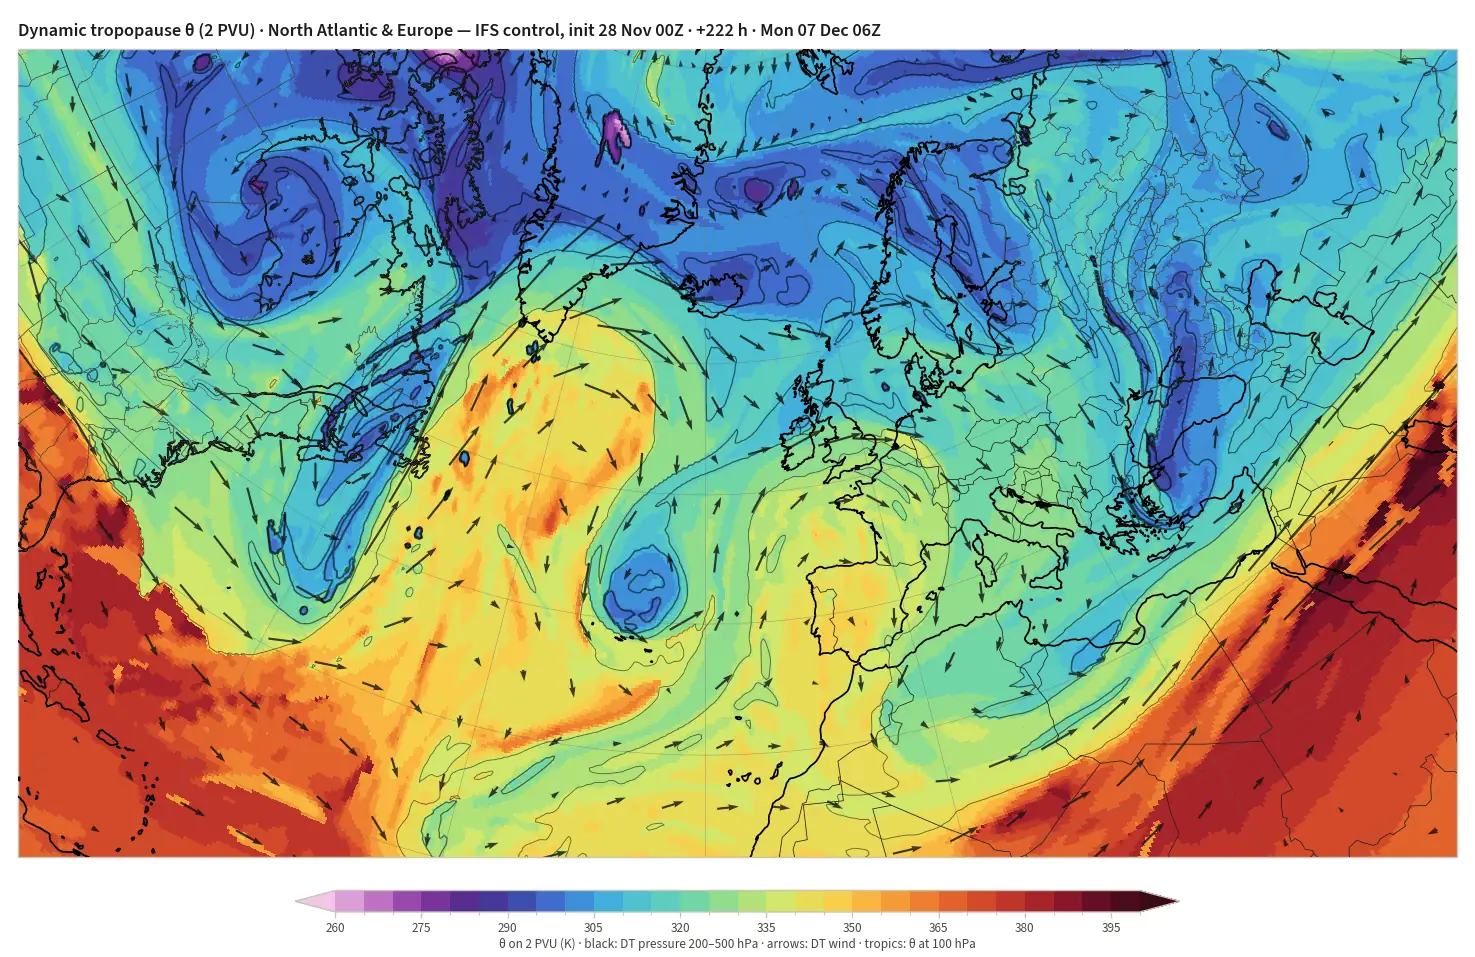 Dynamic tropopause θ (2 PVU) · North Atlantic & Europe — IFS control, init 28 Nov 00Z · +222 h · Mon 07 Dec 06Z
260 275 290 305 320 335 350 365 380 395
θ on 2 PVU (K) · black: DT pressure 200–500 hPa · arrows: DT wind · tropics: θ at 100 hPa